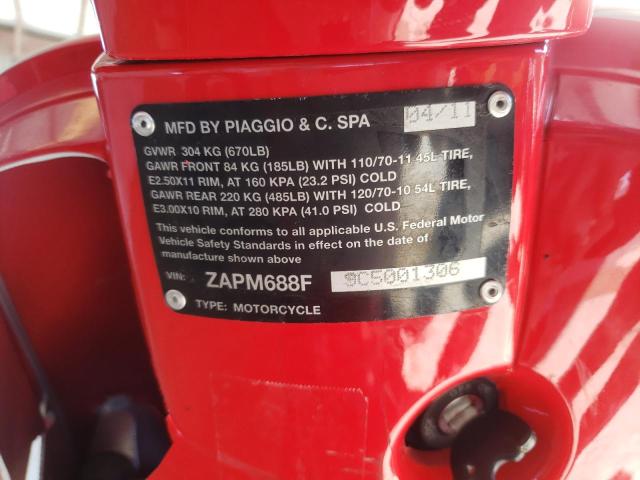 MFD BY PIAGGIO & C. SPA 04/11
GVWR 304 KG (670LB)
GAWR FRONT 84 KG (185LB) WITH 110/70-11 45L TIRE,
E2.50X11 RIM, AT 160 KPA (23.2 PSI) COLD
GAWR REAR 220 KG (485LB) WITH 120/70-10 54L TIRE,
E3.00X10 RIM, AT 280 KPA (41.0 PSI) COLD
This vehicle conforms to all applicable U.S. Federal Motor
Vehicle Safety Standards in effect on the date of
manufacture shown above
VIN: ZAPM688F 9C5001306
TYPE: MOTORCYCLE